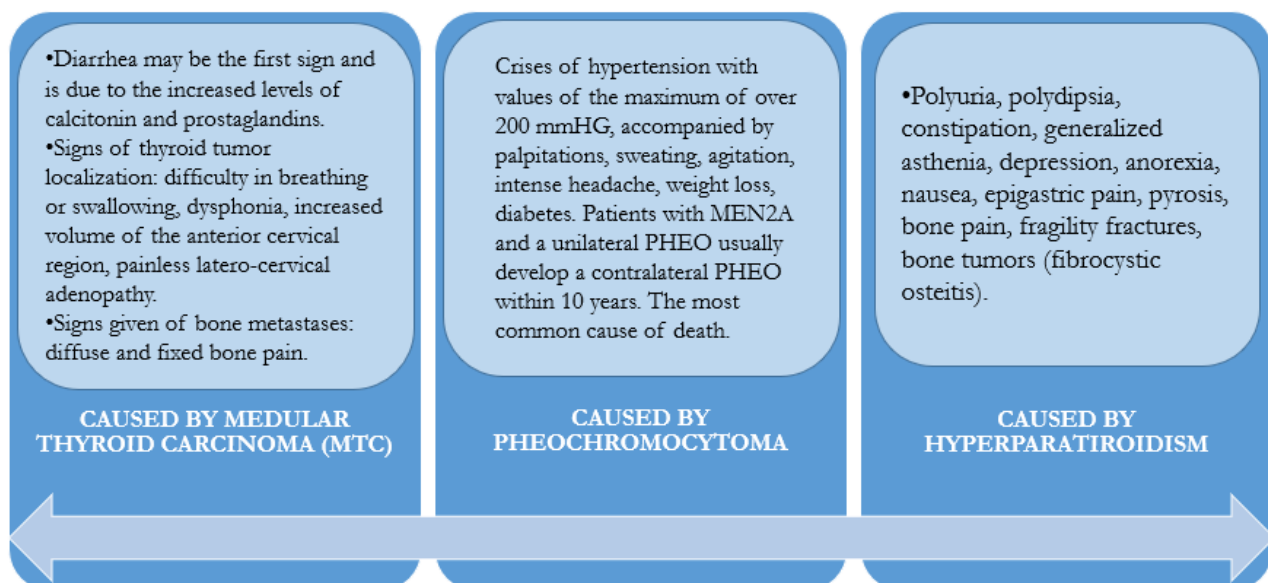 •Diarrhea may be the first sign and
is due to the increased levels of
calcitonin and prostaglandins.
•Signs of thyroid tumor
localization: difficulty in breathing
or swallowing, dysphonia, increased
volume of the anterior cervical
region, painless latero-cervical
adenopathy.
•Signs given of bone metastases:
diffuse and fixed bone pain.
CAUSED BY MEDULAR
THYROID CARCINOMA (MTC)
Crises of hypertension with
values of the maximum of over
200 mmHG, accompanied by
palpitations, sweating, agitation,
intense headache, weight loss,
diabetes. Patients with MEN2A
and a unilateral PHEO usually
develop a contralateral PHEO
within 10 years. The most
common cause of death.
CAUSED BY
PHEOCHROMOCYTOMA
•Polyuria, polydipsia,
constipation, generalized
asthenia, depression, anorexia,
nausea, epigastric pain, pyrosis,
bone pain, fragility fractures,
bone tumors (fibrocystic
osteitis).
CAUSED BY
HYPERPARATIROIDISM